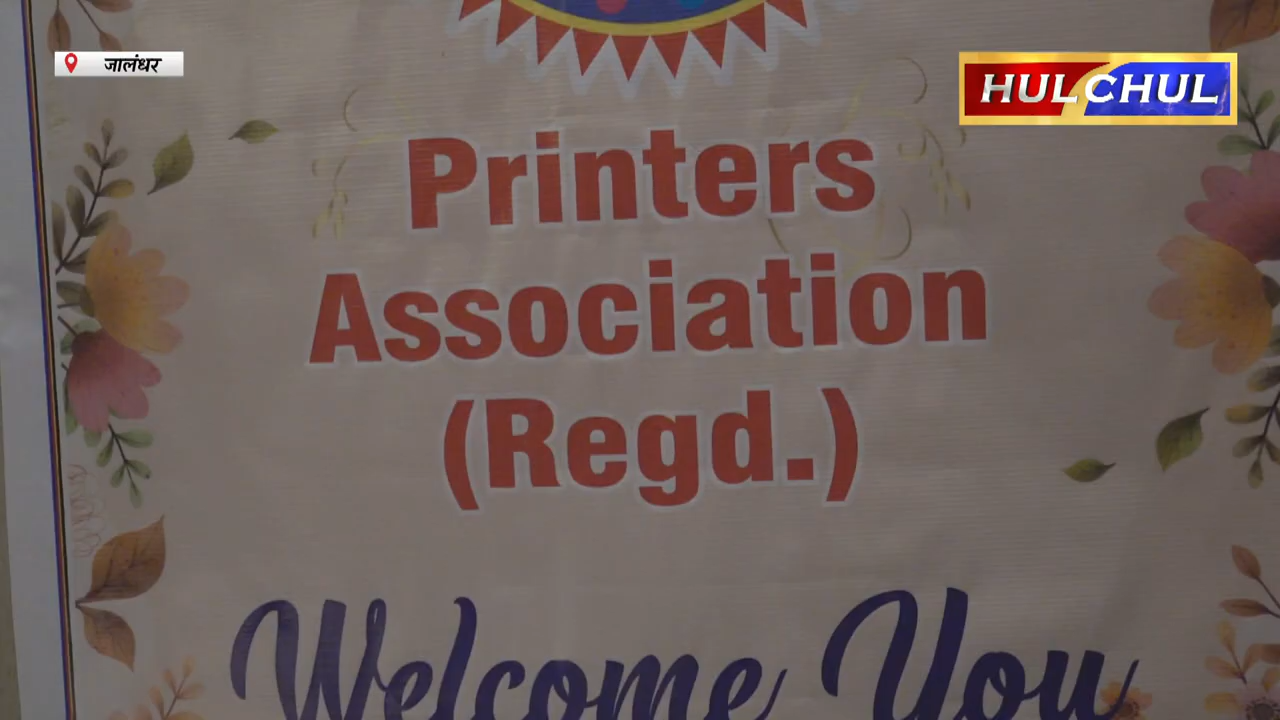 जालंधर
HULCHUL
Printers
Association
(Regd.)
Welcome You